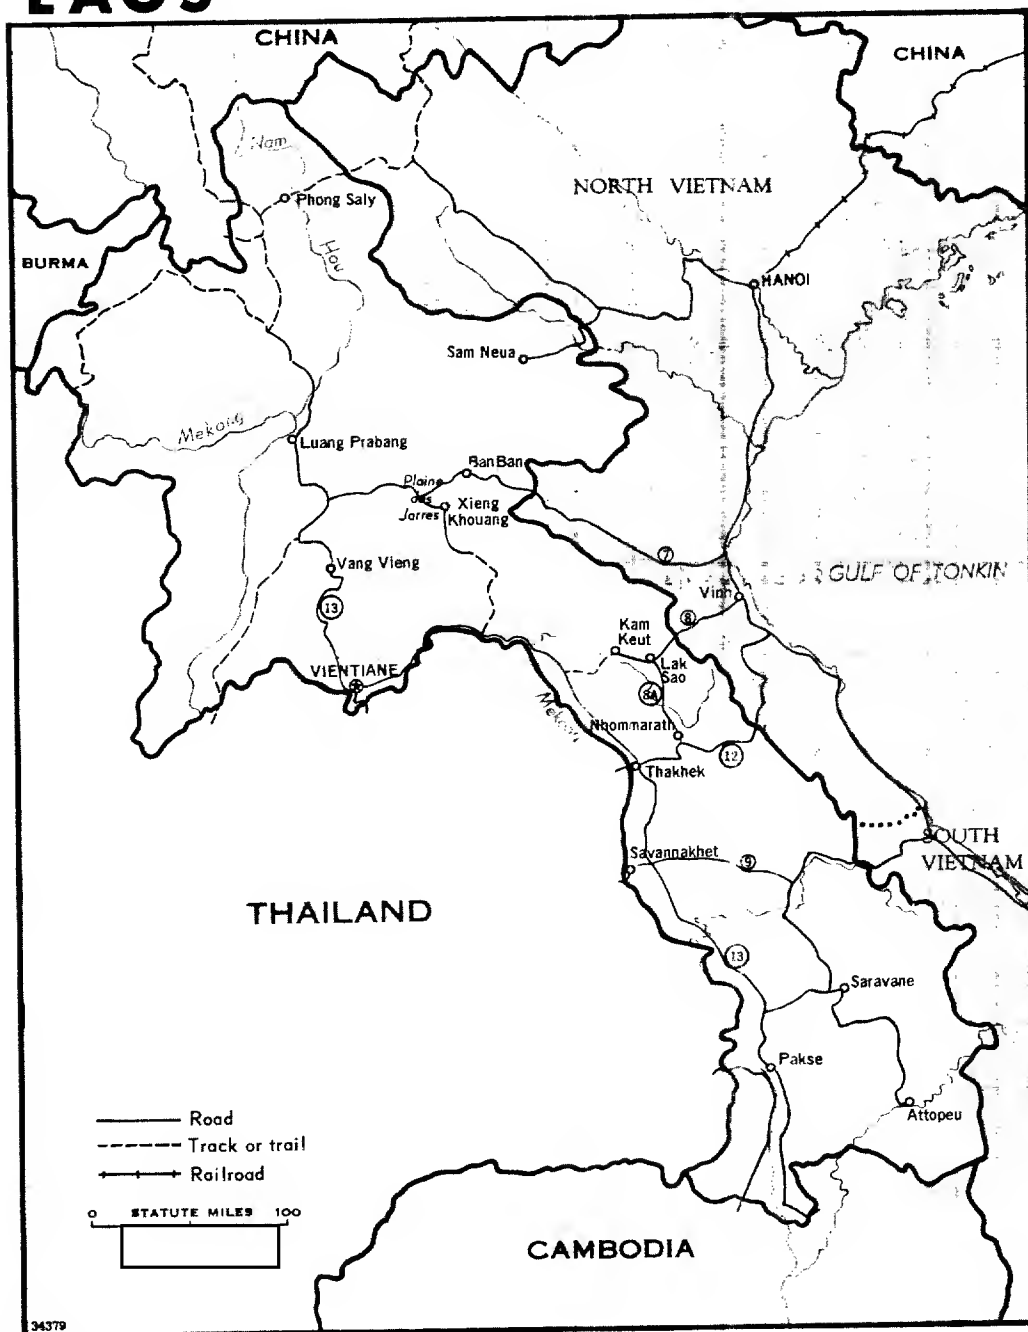 LAOS
CHINA
CHINA
Nam
NORTH VIETNAM
Phong Saly
Hou
BURMA
HANOI
Sam Neua
Mekong
Luang Prabang
Ban Ban
Plaine
des
Jarres
Xieng
Khouang
7
Vang Vieng
GULF OF TONKIN
Vinh
13
8
Kam
Keut
Lak
Sao
VIENTIANE
8A
Mekong
Nhommarath
12
Thakhek
SOUTH
VIETNAM
Savannakhet
9
THAILAND
13
Saravane
Pakse
Attopeu
Road
Track or trail
Railroad
0 STATUTE MILES 100
CAMBODIA
34379